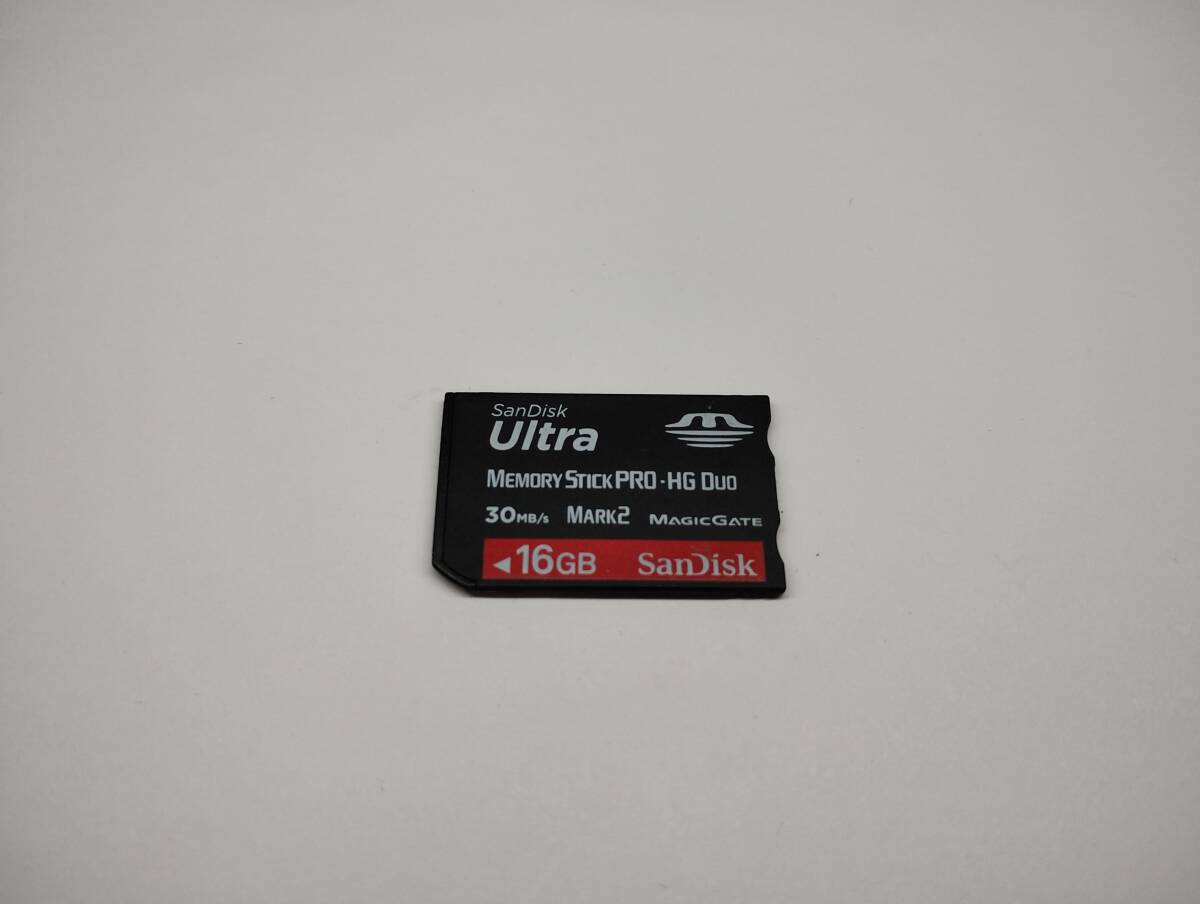 SanDisk
Ultra
MEMORY STICK PRO-HG DUO
30MB/s MARK2 MAGICGATE
◀16GB SanDisk